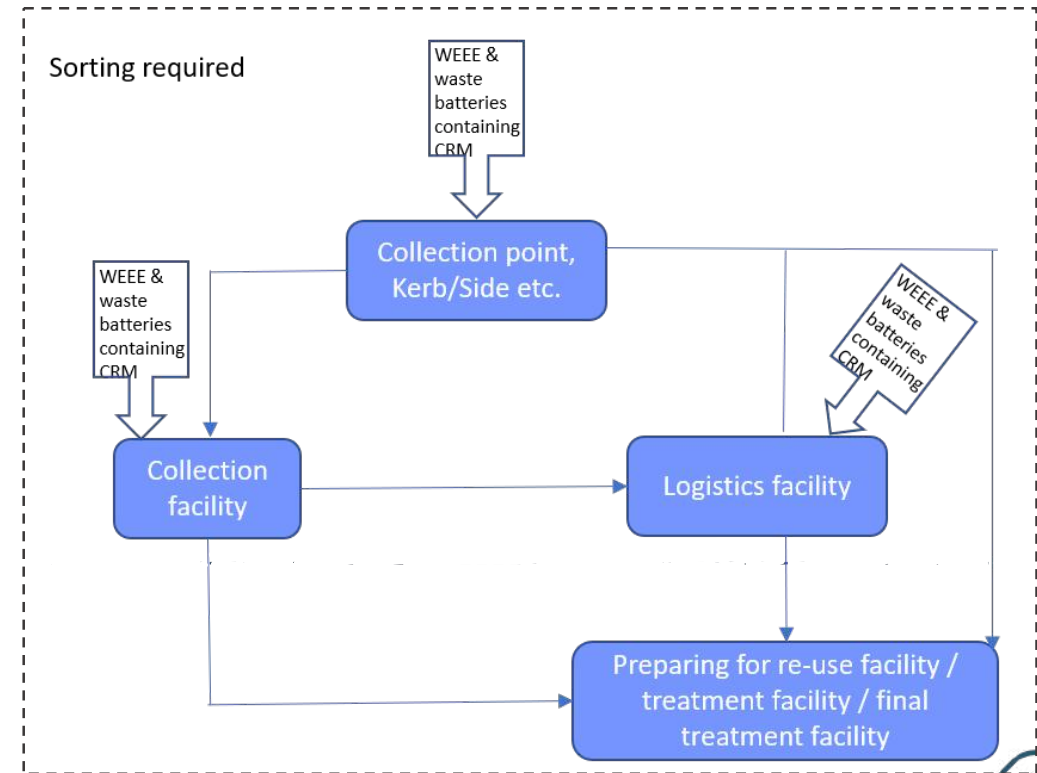 Sorting required
WEEE &
waste
batteries
containing
CRM
Collection point,
Kerb/Side etc.
WEEE &
waste
batteries
containing
CRM
WEEE &
waste
batteries
containing
CRM
Collection
facility
Logistics facility
Preparing for re-use facility /
treatment facility / final
treatment facility